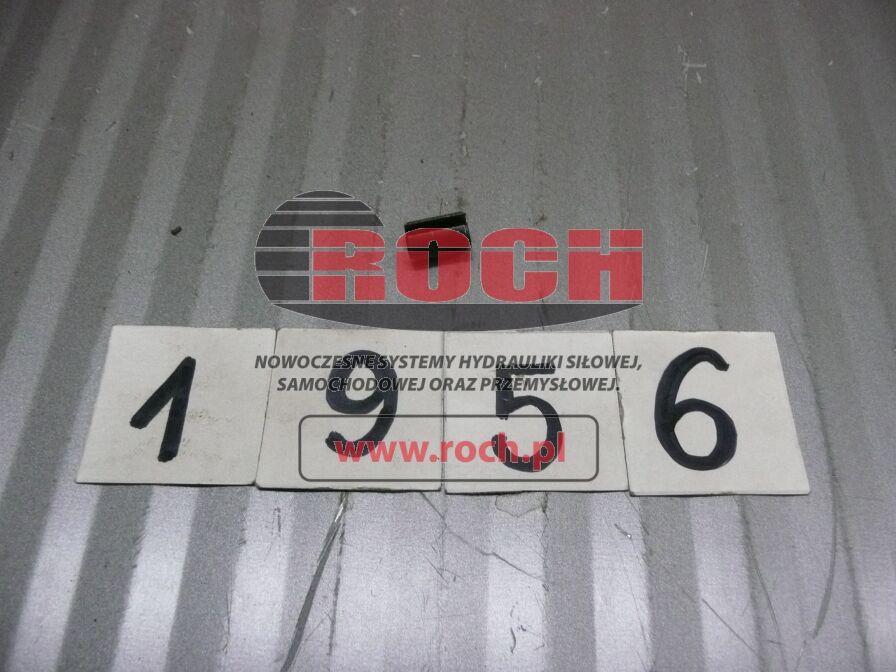 ROCH
NOWOCZESNE SYSTEMY HYDRAULIKI SIŁOWEJ,
SAMOCHODOWEJ ORAZ PRZEMYSŁOWEJ.
1 9 5 6
www.roch.pl